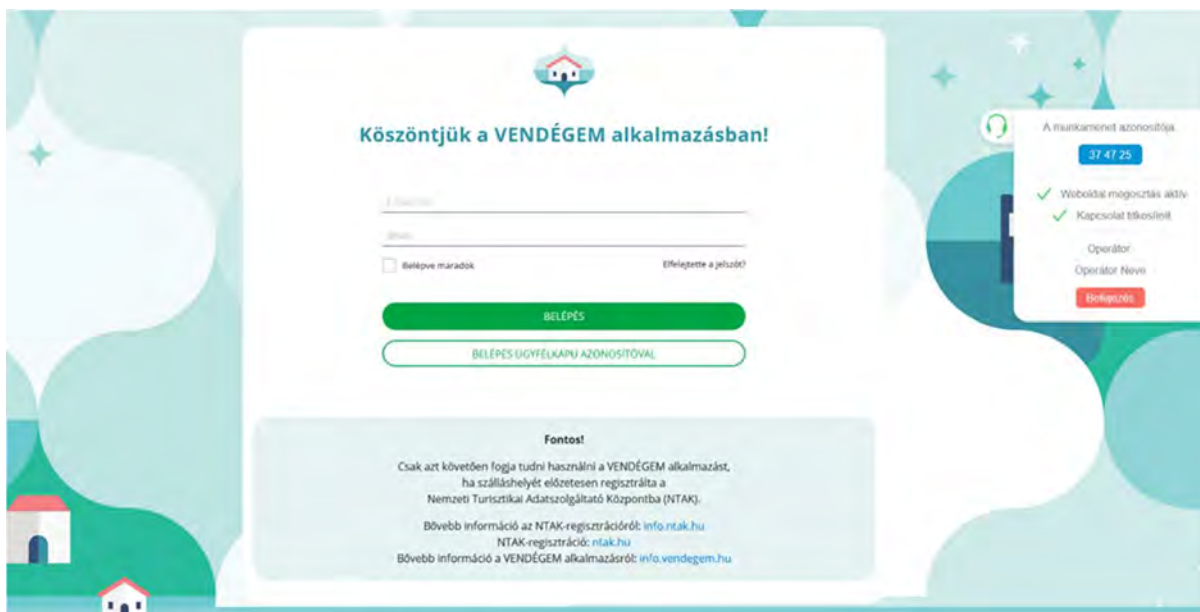 Köszöntjük a VENDÉGEM alkalmazásban!
Belépve maradok
Elfelejtette a jelszót?
BELÉPÉS
BELÉPÉS ÜGYFÉLKAPU AZONOSÍTÓVAL
Fontos!
Csak azt követően fogja tudni használni a VENDÉGEM alkalmazást,
ha szálláshelyét előzetesen regisztrálta a
Nemzeti Turisztikai Adatszolgáltató Központba (NTAK).
Bővebb információ az NTAK-regisztrációról: info.ntak.hu
NTAK-regisztráció: ntak.hu
Bővebb információ a VENDÉGEM alkalmazásról: info.vendegem.hu
A munkamenet azonosítója
37 47 25
Weboldal megosztás aktív
Kapcsolat titkosított
Operátor
Operátor Neve
Befejezés